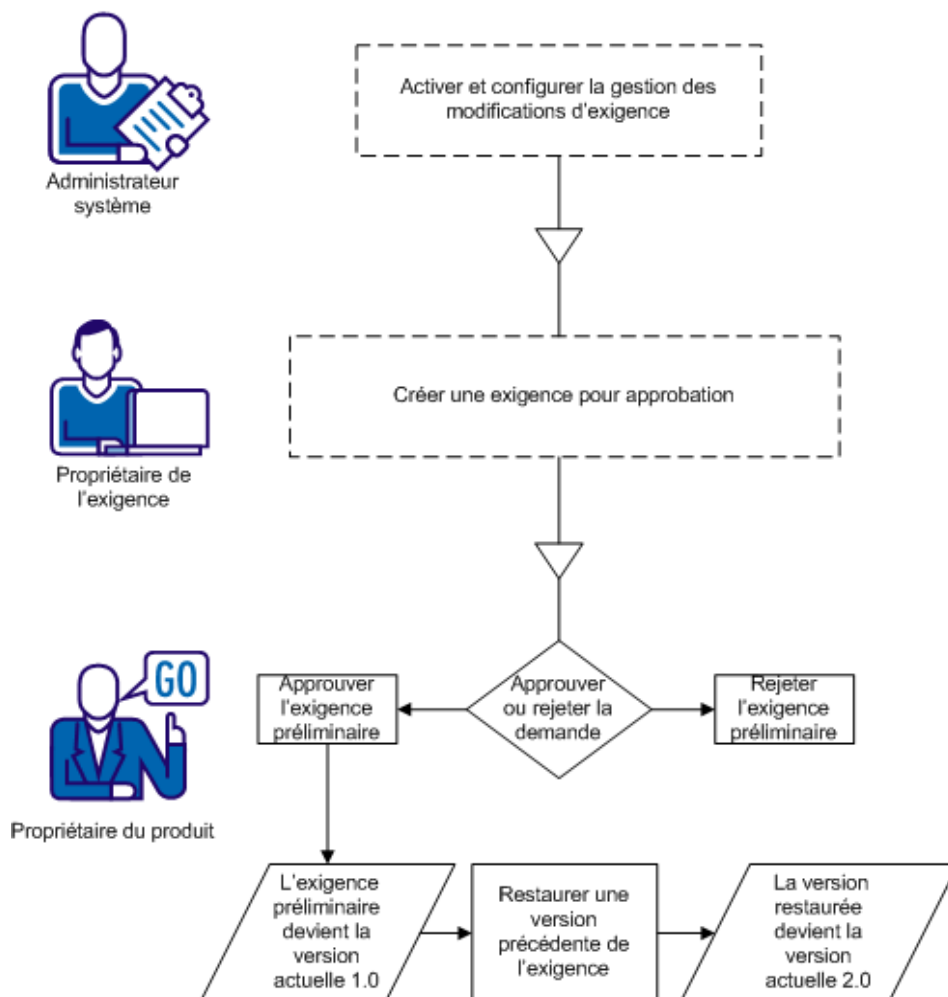 Activer et configurer la gestion des
modifications d'exigence
Administrateur
système
Créer une exigence pour approbation
Propriétaire de
l'exigence
GO
Approuver
l'exigence
préliminaire
Approuver
ou rejeter la
demande
Rejeter
l'exigence
préliminaire
Propriétaire du produit
L'exigence
préliminaire
devient la
version
actuelle 1.0
Restaurer une
version
précédente de
l'exigence
La version
restaurée
devient la
version
actuelle 2.0